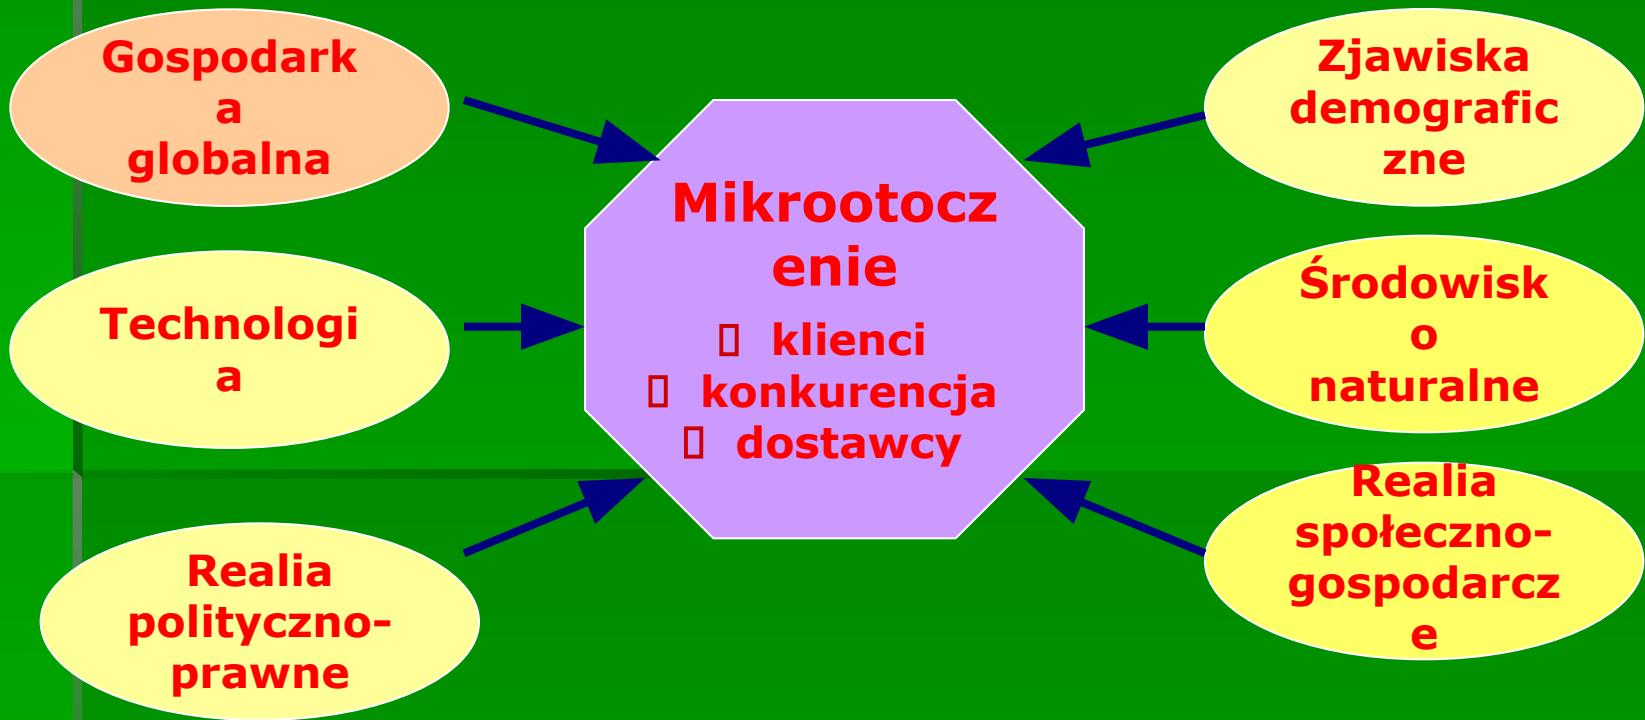 Gospodark
a
globalna
Technologi
a
Realia
polityczno-
prawne
Mikrootocz
enie
▯ klienci
▯ konkurencja
▯ dostawcy
Zjawiska
demografic
zne
Środowisk
o
naturalne
Realia
społeczno-
gospodarcz
e